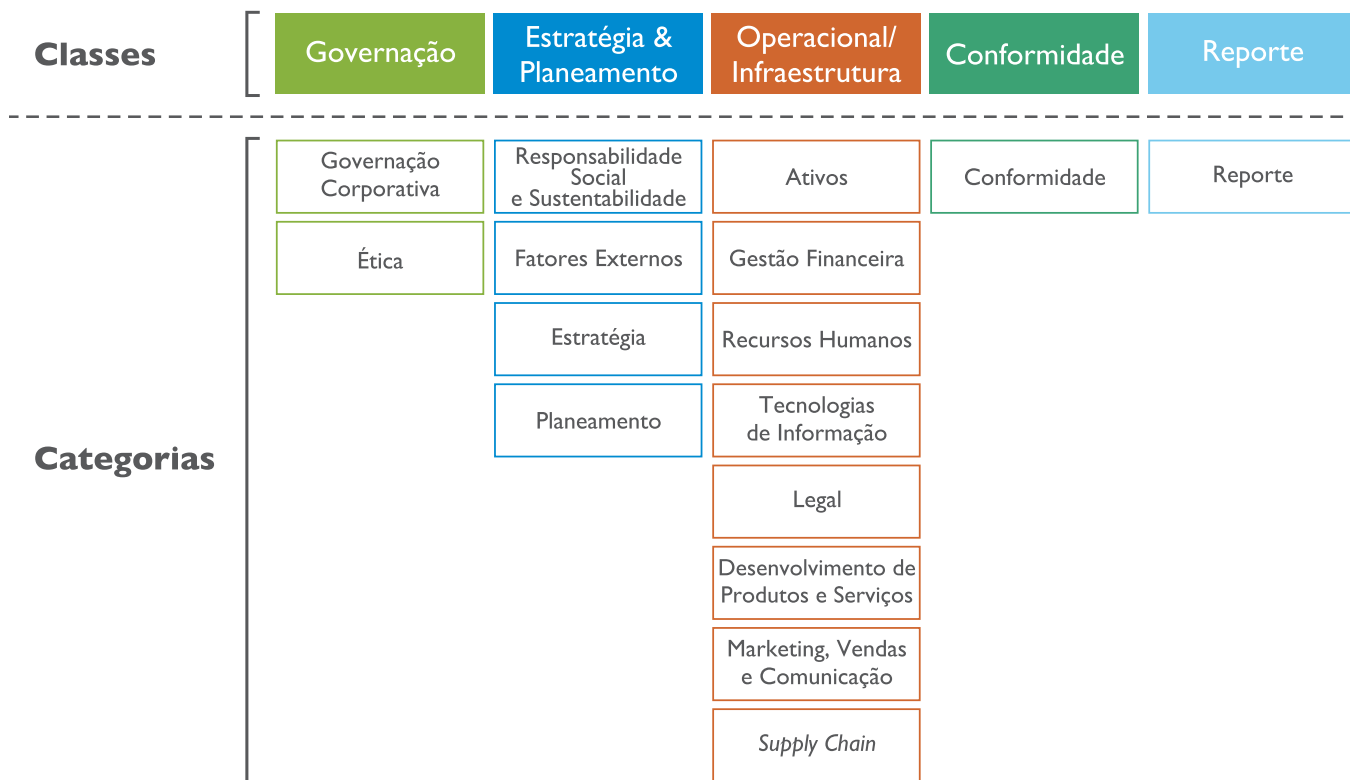 Classes
Governação
Estratégia &
Planeamento
Operacional/
Infraestrutura
Conformidade
Reporte
Categorias
Governação
Corporativa
Ética
Responsabilidade
Social
e Sustentabilidade
Fatores Externos
Estratégia
Planeamento
Ativos
Gestão Financeira
Recursos Humanos
Tecnologias
de Informação
Legal
Desenvolvimento de
Produtos e Serviços
Marketing, Vendas
e Comunicação
Supply Chain
Conformidade
Reporte